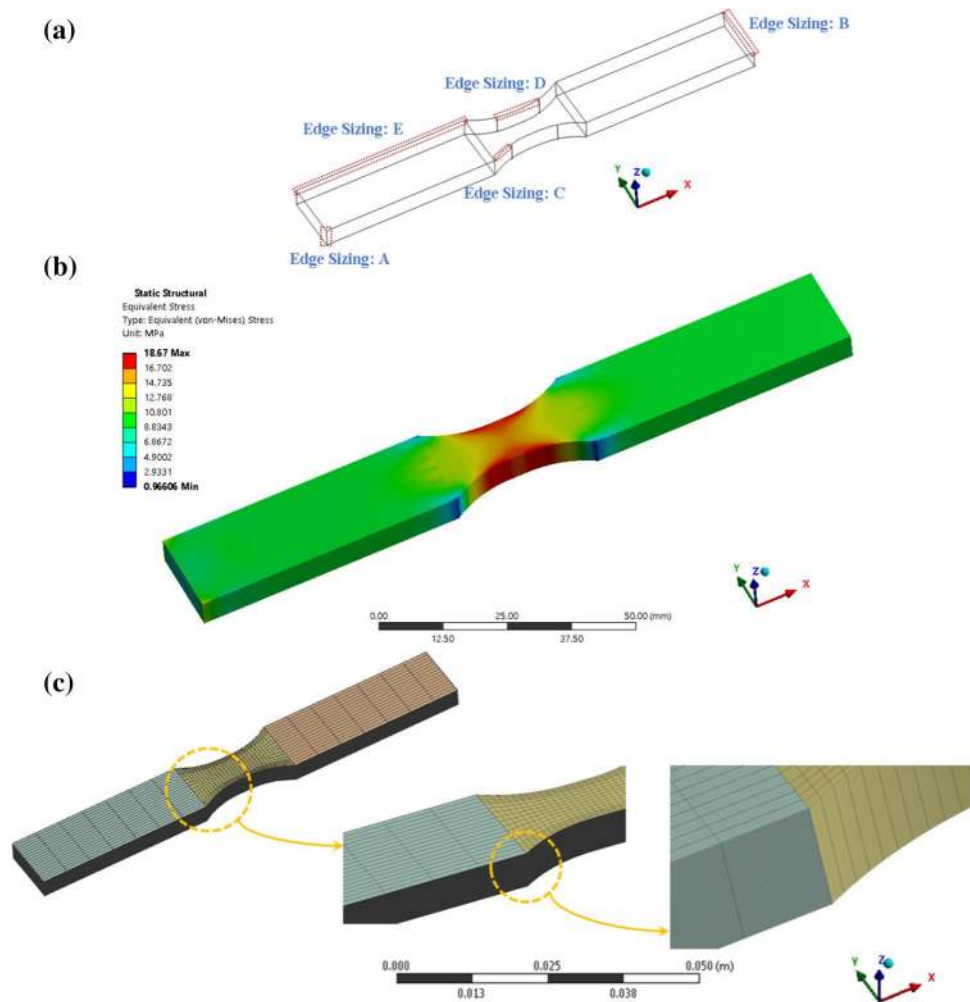 (a)
Edge Sizing: B
Edge Sizing: D
Edge Sizing: E
Edge Sizing: C
Edge Sizing: A
Y
Z
X
(b)
Static Structural
Equivalent Stress
Type: Equivalent (von-Mises) Stress
Unit: MPa
18.67 Max
16.702
14.735
12.768
10.801
8.8343
6.8672
4.9002
2.9331
0.96606 Min
Y
Z
X
0.00 25.00 50.00 (mm)
12.50 37.50
(c)
0.000 0.025 0.050 (m)
0.013 0.038
Y
Z
X